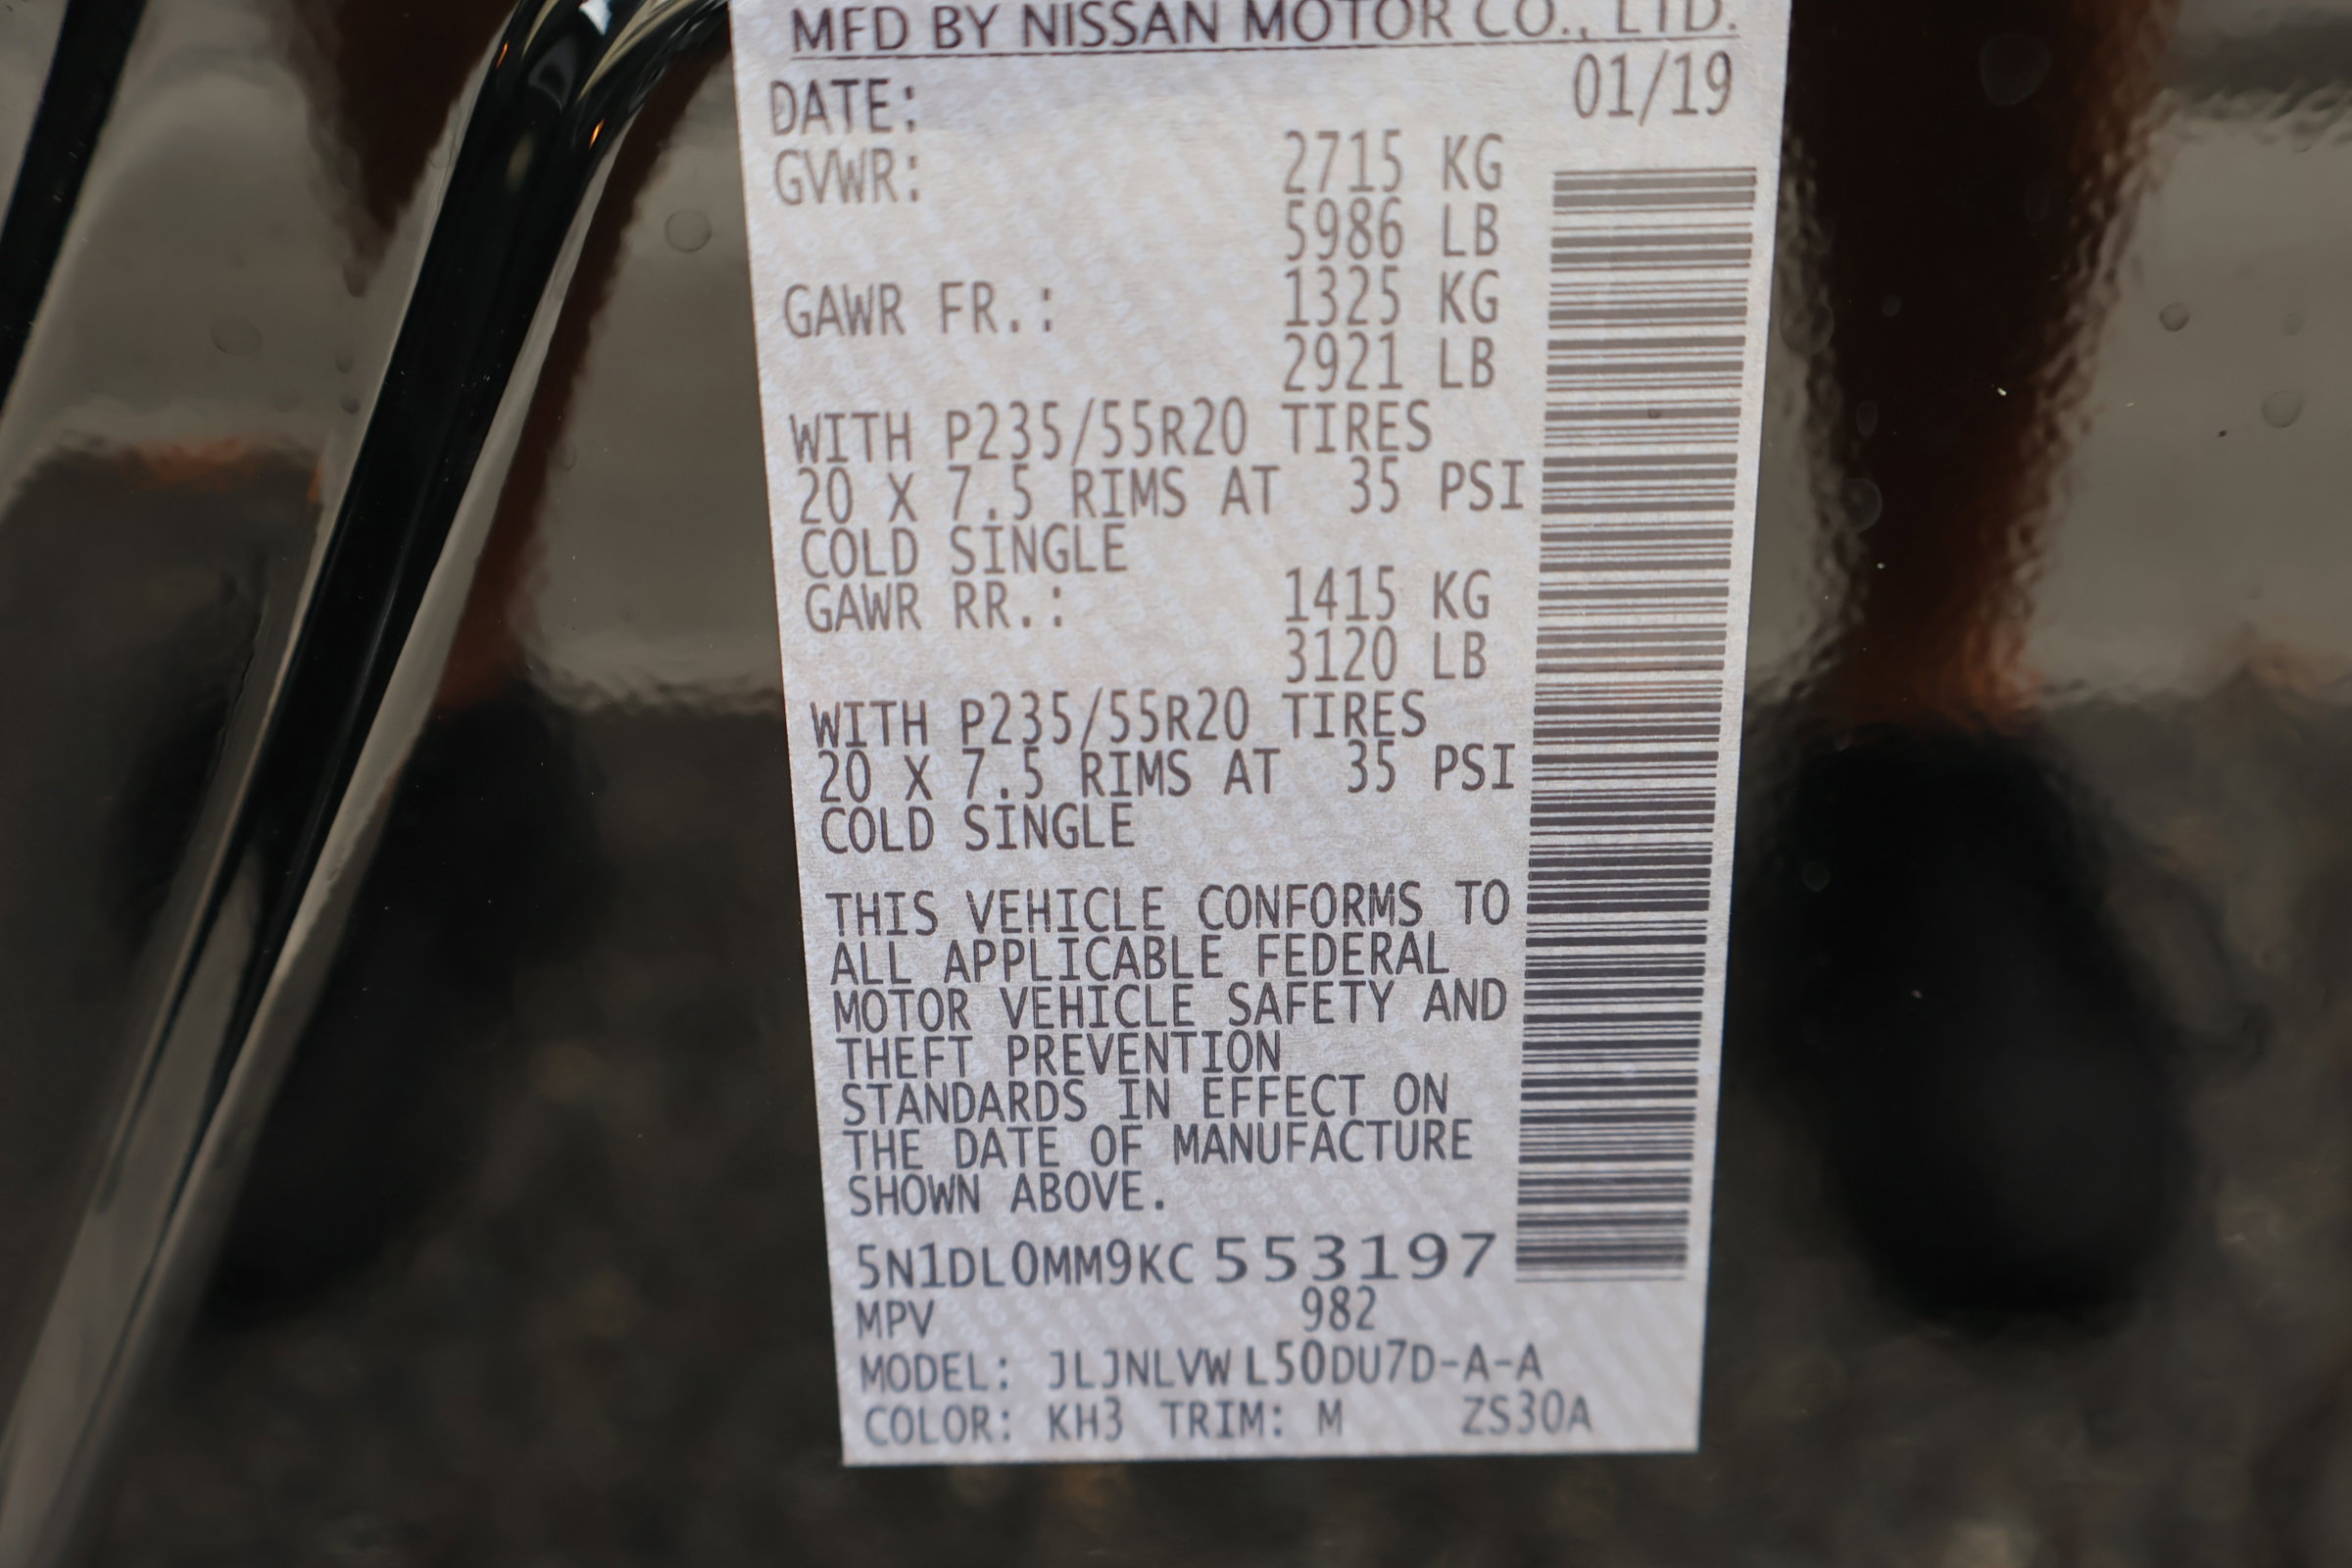 MFD BY NISSAN MOTOR CO., LTD.
DATE: 01/19
GVWR: 2715 KG
5986 LB
GAWR FR.: 1325 KG
2921 LB
WITH P235/55R20 TIRES
20 X 7.5 RIMS AT 35 PSI
COLD SINGLE
GAWR RR.: 1415 KG
3120 LB
WITH P235/55R20 TIRES
20 X 7.5 RIMS AT 35 PSI
COLD SINGLE
THIS VEHICLE CONFORMS TO
ALL APPLICABLE FEDERAL
MOTOR VEHICLE SAFETY AND
THEFT PREVENTION
STANDARDS IN EFFECT ON
THE DATE OF MANUFACTURE
SHOWN ABOVE.
5N1DL0MM9KC553197
MPV 982
MODEL: JLJNLVWL50DU7D-A-A
COLOR: KH3 TRIM: M ZS30A